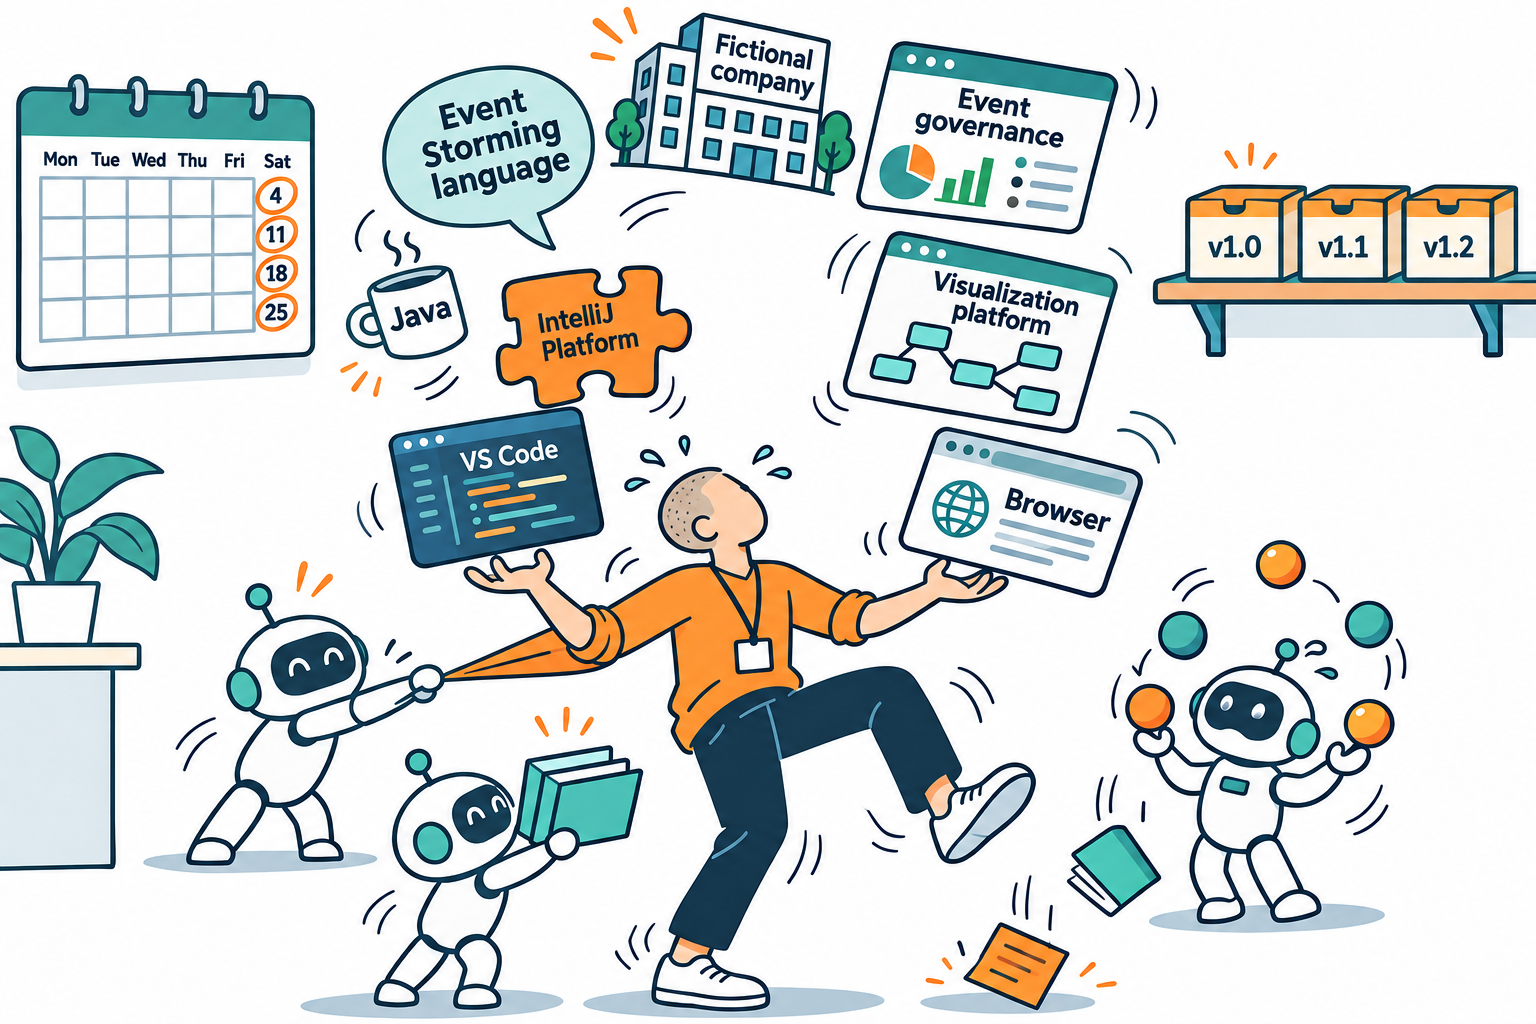 Mon Tue Wed Thu Fri Sat
4
11
18
25
Event
Storming
language
Fictional
company
Event
governance
Java
IntelliJ
Platform
Visualization
platform
v1.0
v1.1
v1.2
VS Code
Browser